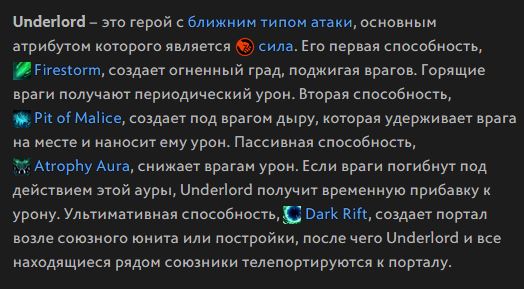 Underlord – это герой с ближним типом атаки, основным
атрибутом которого является сила. Его первая способность,
Firestorm, создает огненный град, поджигая врагов. Горящие
враги получают периодический урон. Вторая способность,
Pit of Malice, создает под врагом дыру, которая удерживает врага
на месте и наносит ему урон. Пассивная способность,
Atrophy Aura, снижает врагам урон. Если враги погибнут под
действием этой ауры, Underlord получит временную прибавку к
урону. Ультимативная способность, Dark Rift, создает портал
возле союзного юнита или постройки, после чего Underlord и все
находящиеся рядом союзники телепортируются к порталу.